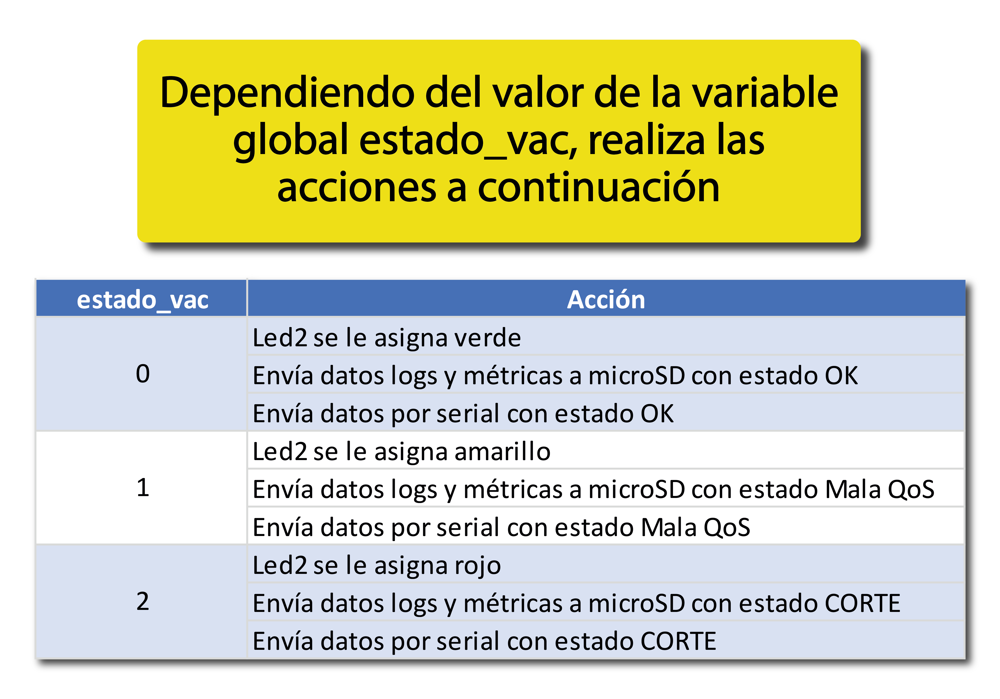 Dependiendo del valor de la variable
global estado_vac, realiza las
acciones a continuación
estado_vac Acción
0
Led2 se le asigna verde
Envía datos logs y métricas a microSD con estado OK
Envía datos por serial con estado OK
1
Led2 se le asigna amarillo
Envía datos logs y métricas a microSD con estado Mala QoS
Envía datos por serial con estado Mala QoS
2
Led2 se le asigna rojo
Envía datos logs y métricas a microSD con estado CORTE
Envía datos por serial con estado CORTE